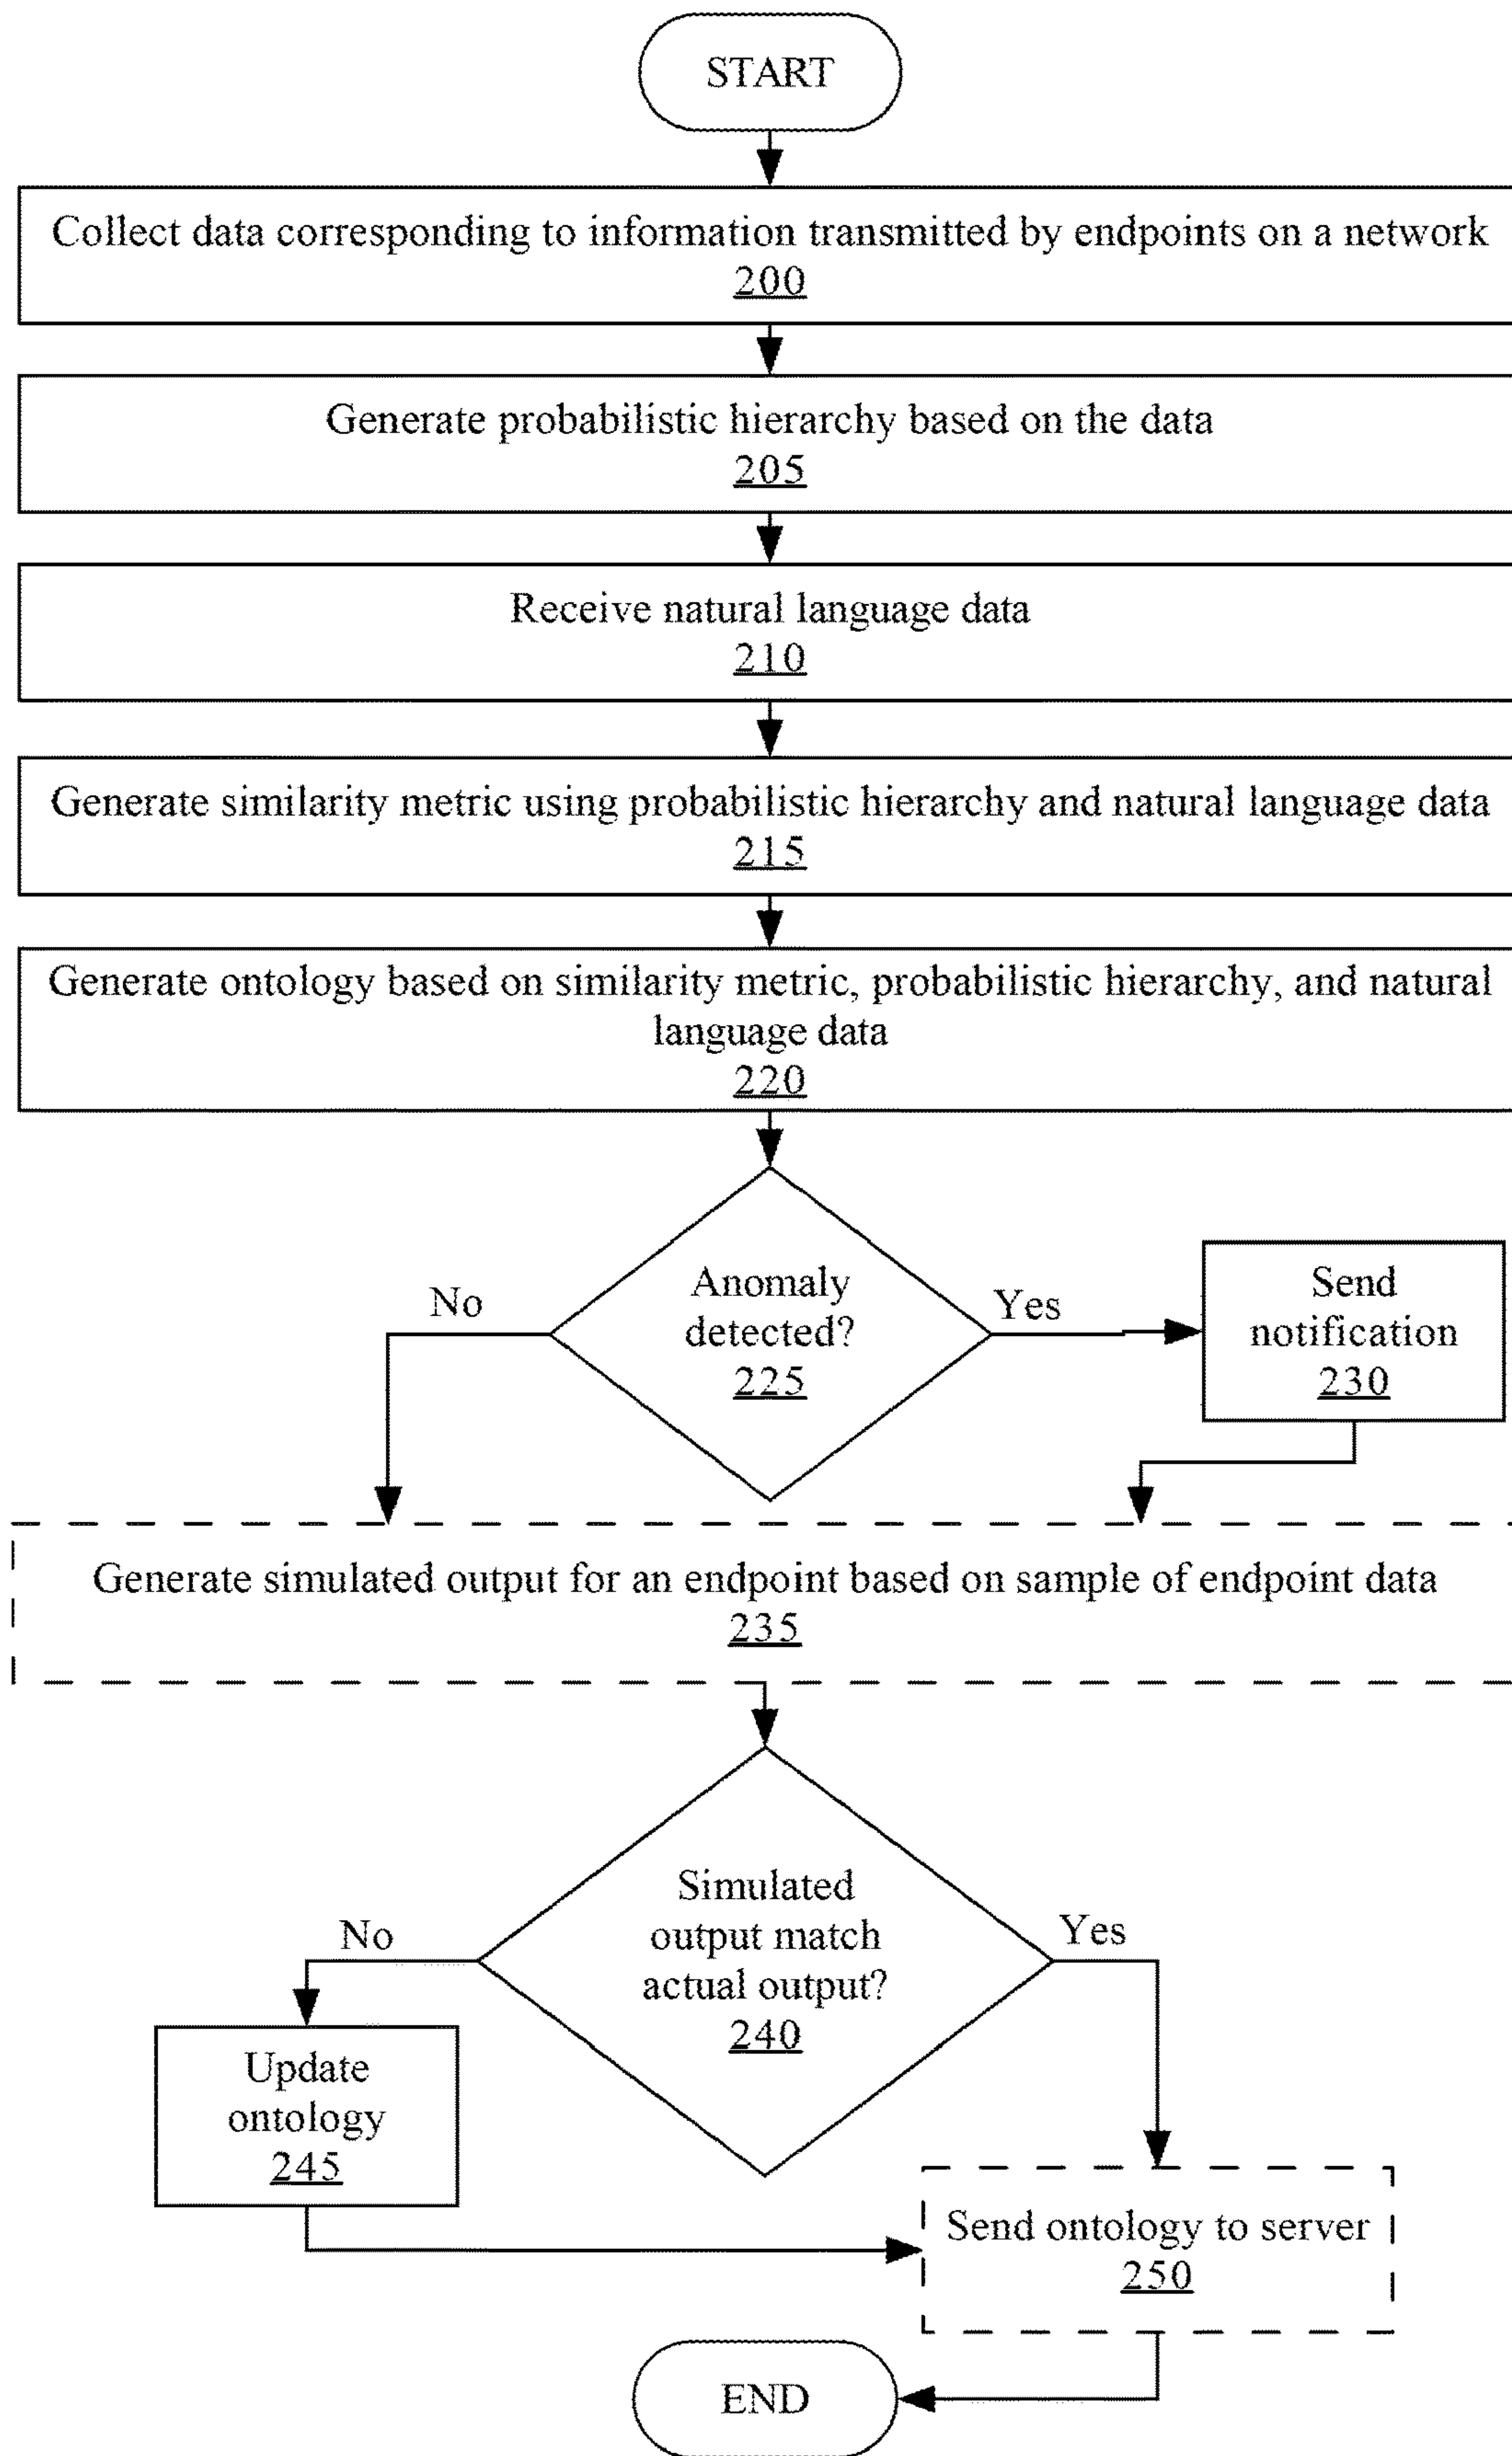 START
Collect data corresponding to information transmitted by endpoints on a network
200
Generate probabilistic hierarchy based on the data
205
Receive natural language data
210
Generate similarity metric using probabilistic hierarchy and natural language data
215
Generate ontology based on similarity metric, probabilistic hierarchy, and natural
language data
220
Anomaly
detected?
225
No
Yes
Send
notification
230
Generate simulated output for an endpoint based on sample of endpoint data
235
Simulated
output match
actual output?
240
No
Yes
Update
ontology
245
Send ontology to server
250
END